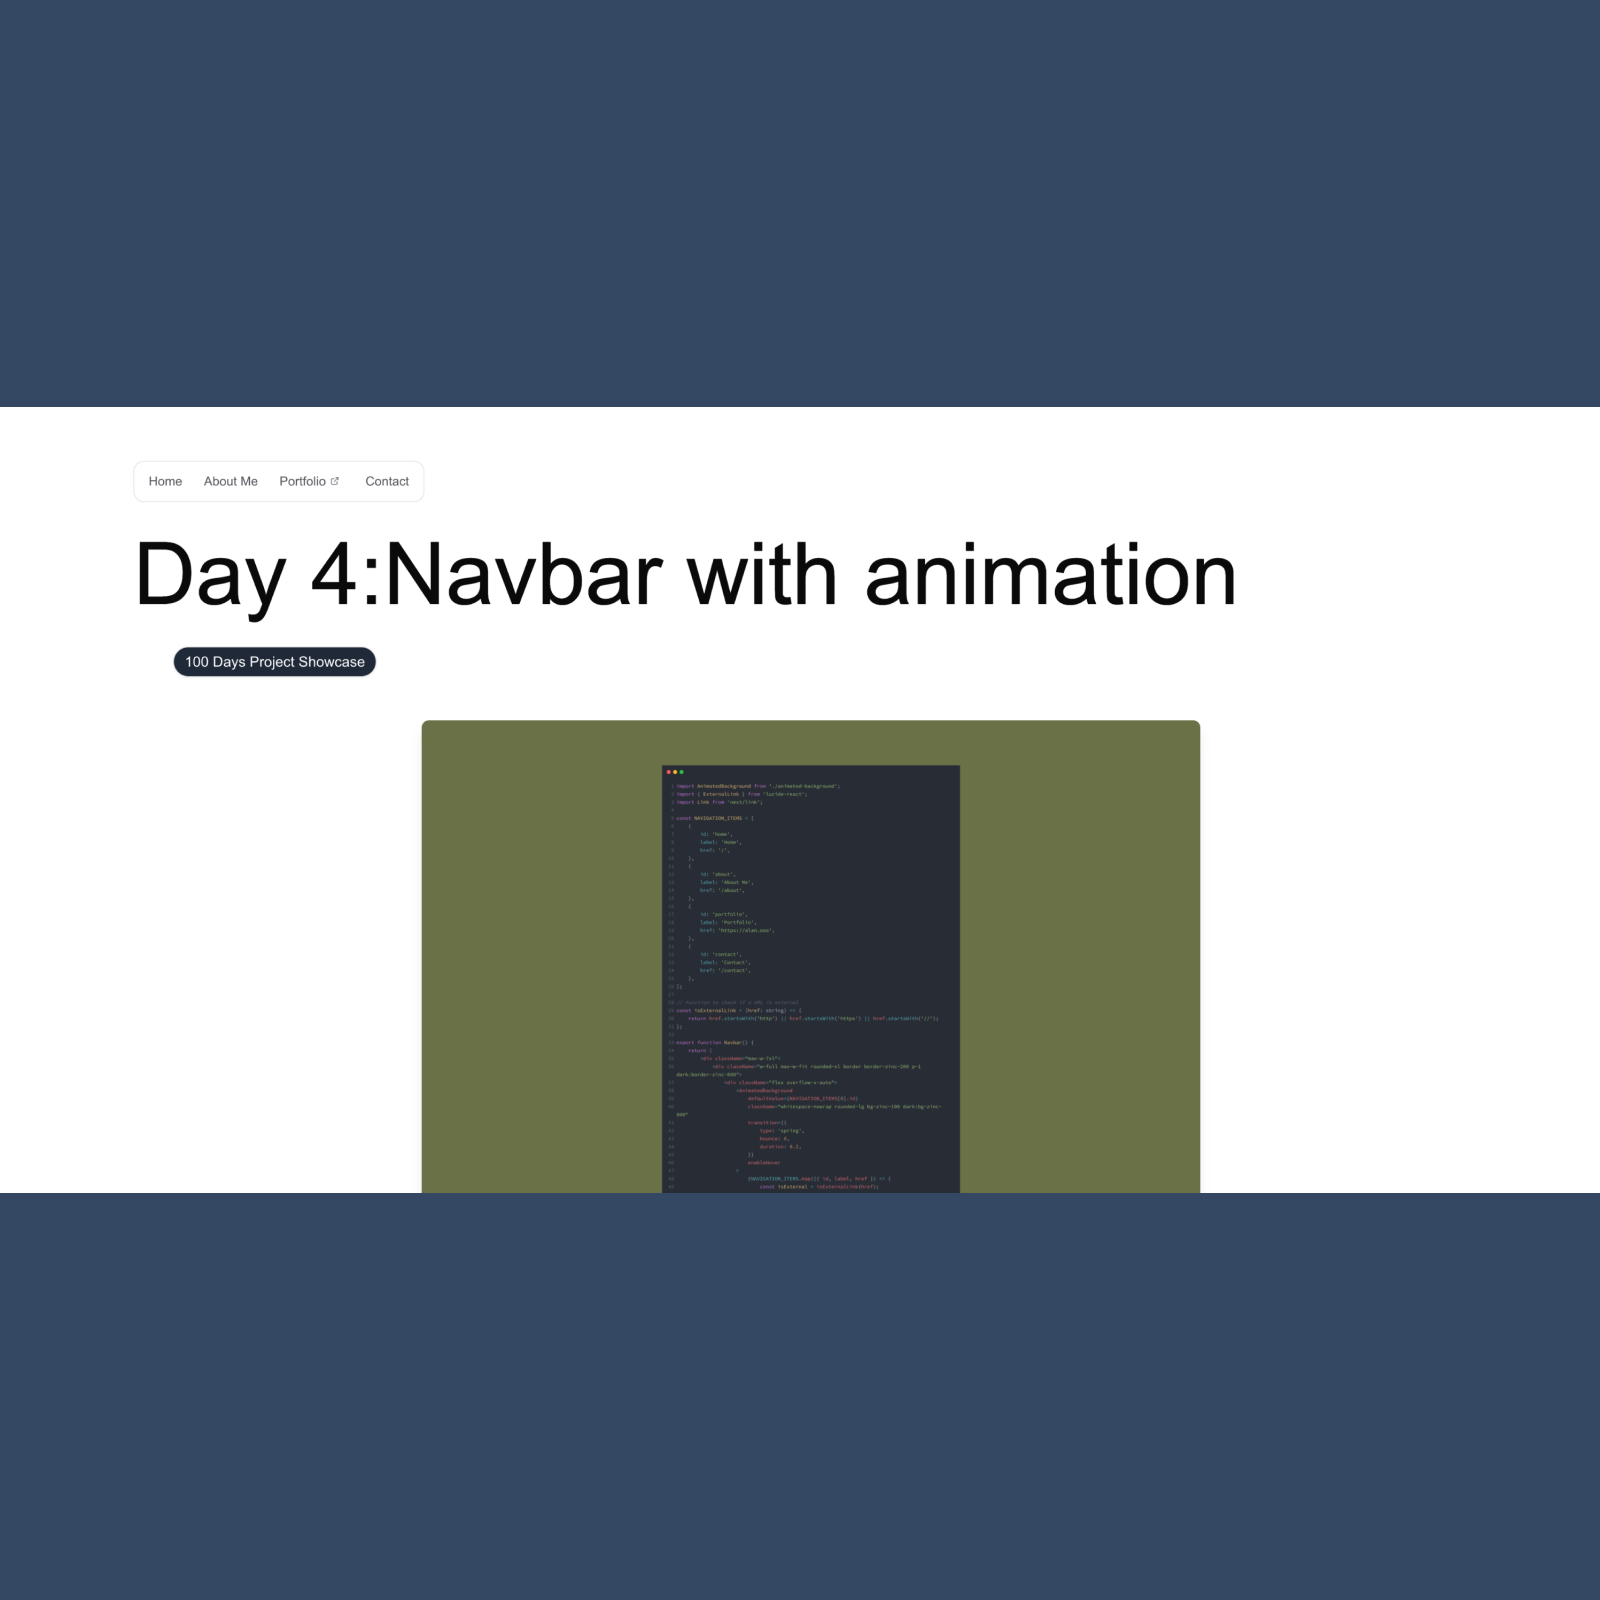 Home About Me Portfolio Contact
Day 4:Navbar with animation
100 Days Project Showcase
1 import AnimatedBackground from './animated-background';
2 import { ExternalLink } from 'lucide-react';
3 import Link from 'next/link';
4
5 const NAVIGATION_ITEMS = [
6 {
7 id: 'home',
8 label: 'Home',
9 href: '/',
10 },
11 {
12 id: 'about',
13 label: 'About Me',
14 href: '/about',
15 },
16 {
17 id: 'portfolio',
18 label: 'Portfolio',
19 href: 'https://alan.ooo',
20 },
21 {
22 id: 'contact',
23 label: 'Contact',
24 href: '/contact',
25 },
26 ];
27
28 // Function to check if a URL is external
29 const isExternalLink = (href: string) => {
30 return href.startsWith('http') || href.startsWith('https') || href.startsWith('//');
31 };
32
33 export function Navbar() {
34 return (
35 <div className="max-w-full">
36 <div className="w-full max-w-fit rounded-xl border border-zinc-200 p-1
dark:border-zinc-800">
37 <div className="flex overflow-x-auto">
38 <AnimatedBackground
39 defaultValue={NAVIGATION_ITEMS[0].id}
40 className="whitespace-nowrap rounded-lg bg-zinc-100 dark:bg-zinc-
800"
41 transition={{
42 type: 'spring',
43 bounce: 0,
44 duration: 0.2,
45 }}
46 enableHover
47 >
48 {NAVIGATION_ITEMS.map(({ id, label, href }) => {
49 const isExternal = isExternalLink(href);